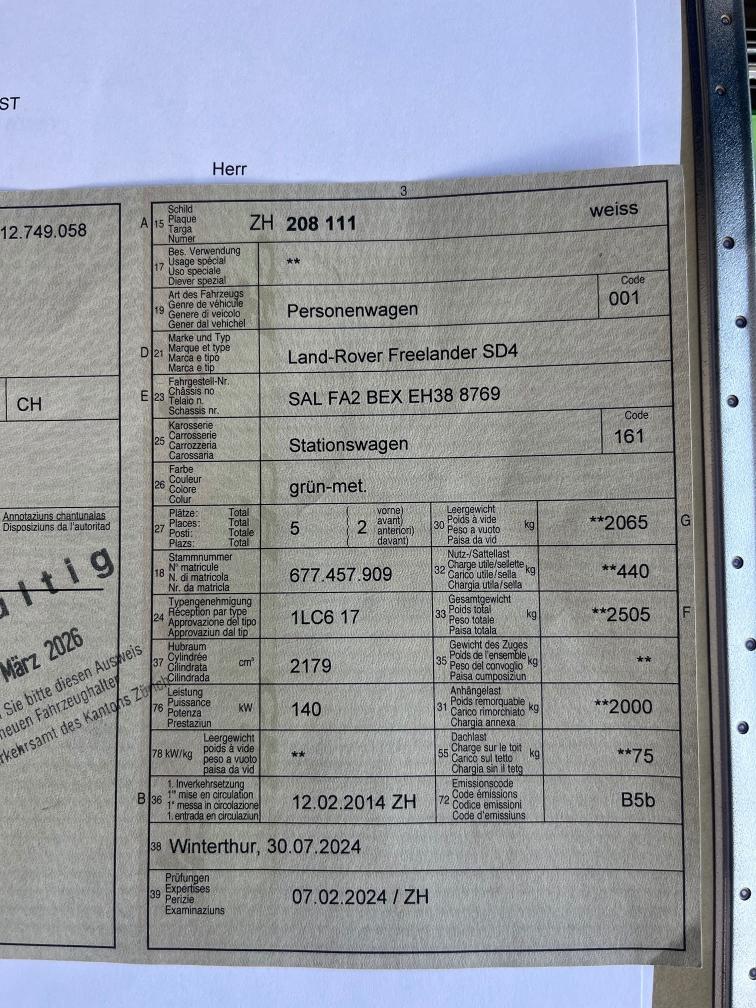 ST
Herr
3
12.749.058
CH
Annotaziuns chantunalas
Disposiziuns da l'autoritad
ultig
März 2026
Sie bitte diesen Ausweis
neuen Fahrzeughalter
rkehrsamt des Kantons Zürich
A 15 Schild
Plaque
Targa
Numer
ZH 208 111 weiss
17 Bes. Verwendung
Usage spécial
Uso speciale
Diever spezial
**
19 Art des Fahrzeugs
Genre de véhicule
Genere di veicolo
Gener dal vehichel
Personenwagen
Code
001
D 21 Marke und Typ
Marque et type
Marca e tipo
Marca e tip
Land-Rover Freelander SD4
E 23 Fahrgestell-Nr.
Châssis no
Telaio n.
Schassis nr.
SAL FA2 BEX EH38 8769
25 Karosserie
Carrosserie
Carrozzeria
Carossaria
Stationswagen
Code
161
26 Farbe
Couleur
Colore
Colur
grün-met.
27 Plätze: Total
Places: Total
Posti: Totale
Plazs: Total
5 ( 2 vorne)
avant)
anteriori)
davant)
30 Leergewicht
Poids à vide
Peso a vuoto
Paisa da vid
kg
**2065 G
18 Stammnummer
N° matricule
N. di matricola
Nr. da matricla
677.457.909
32 Nutz-/Sattellast
Charge utile/sellette
Carico utile/sella
Chargia utila/sella
kg
**440
24 Typengenehmigung
Réception par type
Approvazione del tipo
Approvaziun dal tip
1LC6 17
33 Gesamtgewicht
Poids total
Peso totale
Paisa totala
kg
**2505 F
37 Hubraum
Cylindrée
Cilindrata
Cilindrada
cm³
2179
35 Gewicht des Zuges
Poids de l'ensemble
Peso del convoglio
Paisa cumposiziun
kg
**
76 Leistung
Puissance
Potenza
Prestaziun
kW
140
31 Anhängelast
Poids remorquable
Carico rimorchiato
Chargia annexa
kg
**2000
78 kW/kg Leergewicht
poids à vide
peso a vuoto
paisa da vid
**
55 Dachlast
Charge sur le toit
Carico sul tetto
Chargia sin il tetg
kg
**75
B 36 1. Inverkehrsetzung
1re mise en circulation
1a messa in circolazione
1. entrada en circulaziun
12.02.2014 ZH
72 Emissionscode
Code émissions
Codice emissioni
Code d'emissiuns
B5b
38 Winterthur, 30.07.2024
39 Prüfungen
Expertises
Perizie
Examinaziuns
07.02.2024 / ZH